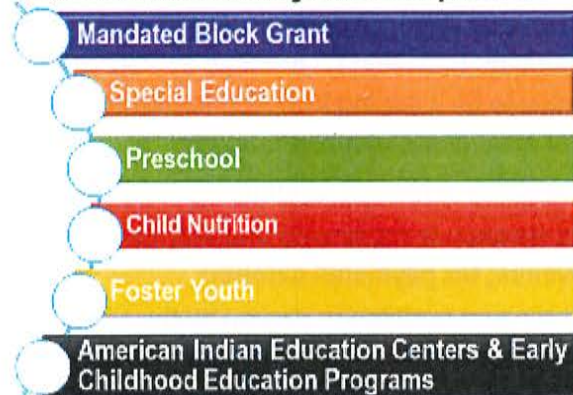 Mandated Block Grant
Special Education
Preschool
Child Nutrition
Foster Youth
American Indian Education Centers & Early
Childhood Education Programs